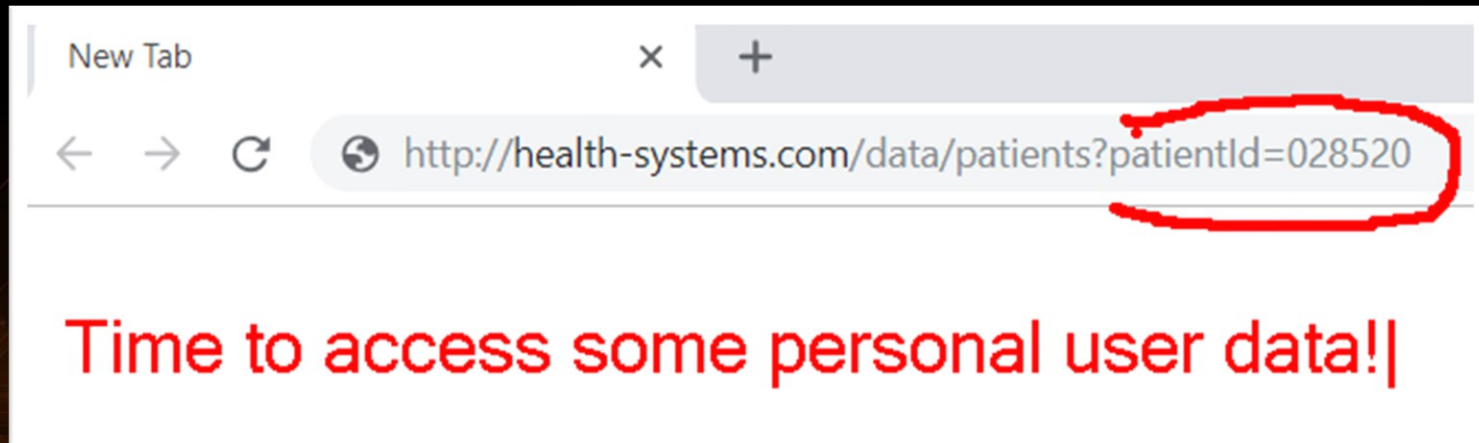 New Tab
http://health-systems.com/data/patients?patientId=028520
Time to access some personal user data!